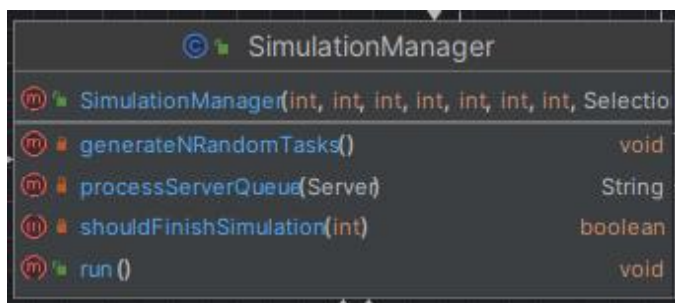 SimulationManager
SimulationManager(int, int, int, int, int, int, int, Selectio
generateNRandomTasks() void
processServerQueue(Server) String
shouldFinishSimulation(int) boolean
run() void